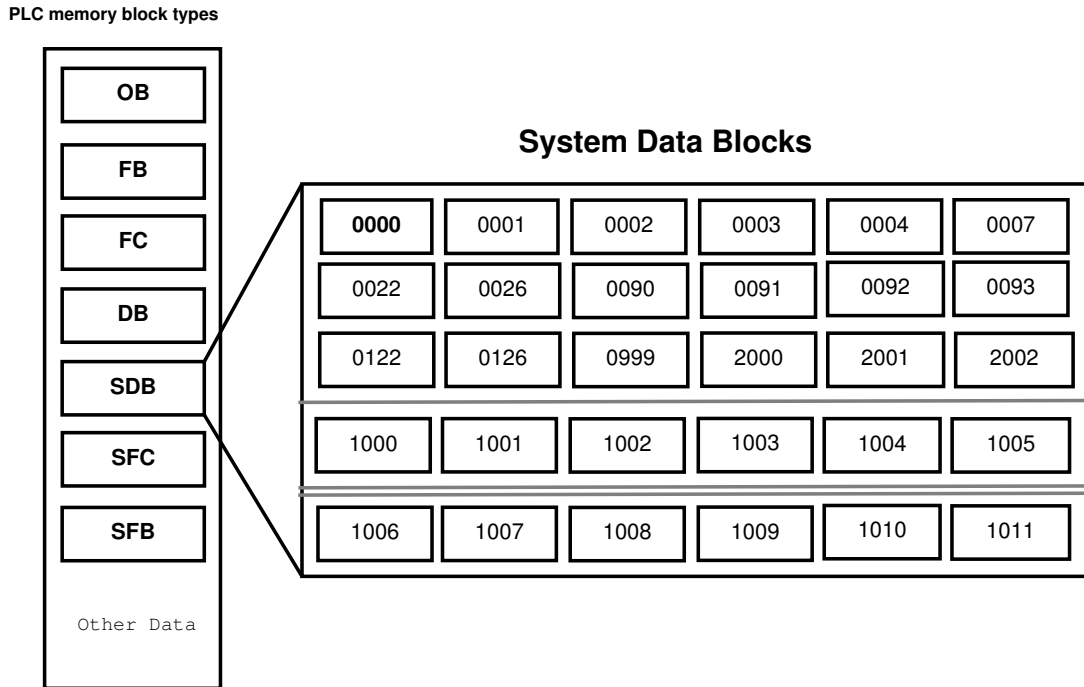 PLC memory block types
OB
FB
FC
DB
SDB
SFC
SFB
Other Data
System Data Blocks
0000 0001 0002 0003 0004 0007
0022 0026 0090 0091 0092 0093
0122 0126 0999 2000 2001 2002
1000 1001 1002 1003 1004 1005
1006 1007 1008 1009 1010 1011